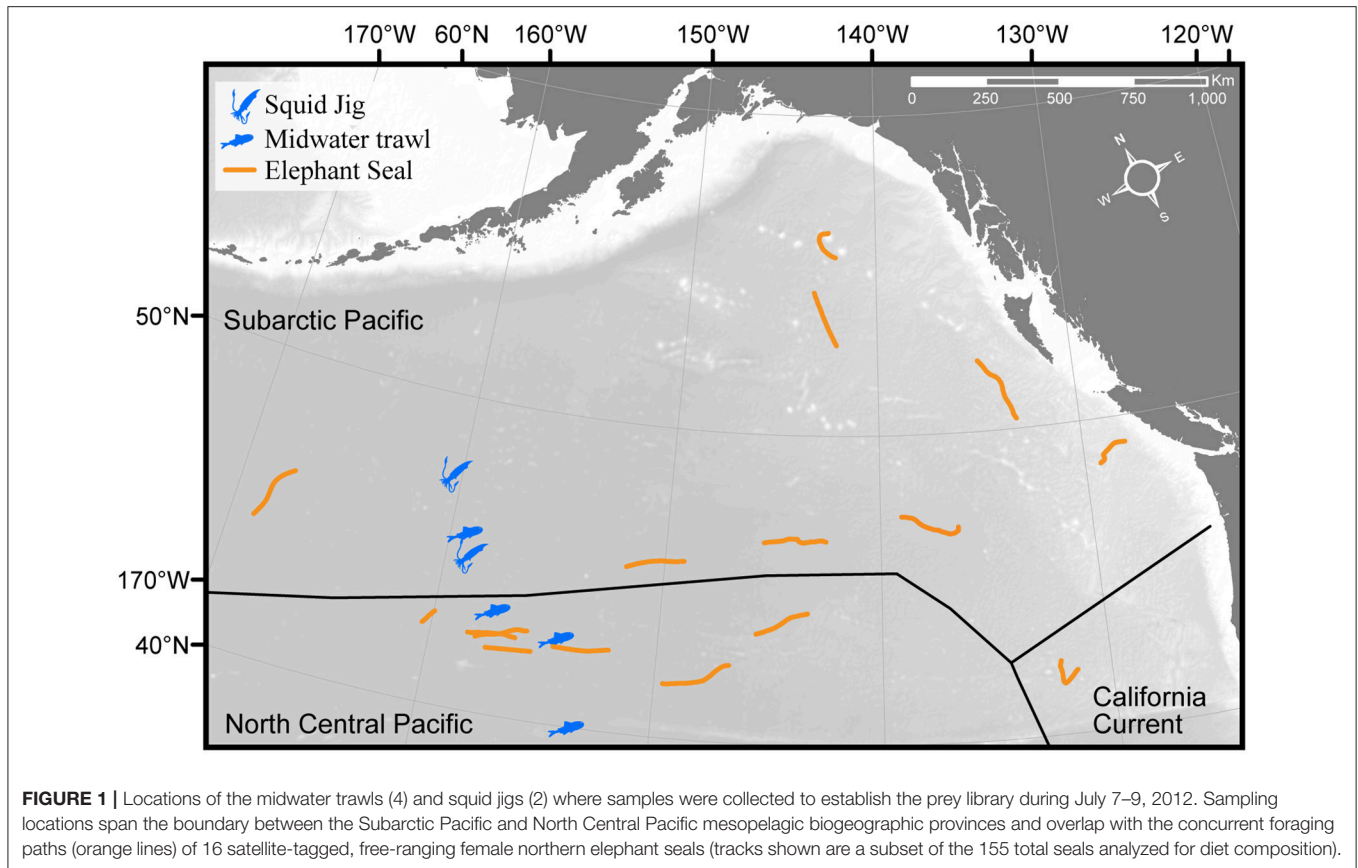 170°W 60°N 160°W 150°W 140°W 130°W 120°W
Squid Jig
Midwater trawl
Elephant Seal
Km
0 250 500 750 1,000
N
E
W
S
50°N
Subarctic Pacific
170°W
40°N
North Central Pacific
California
Current
FIGURE 1 | Locations of the midwater trawls (4) and squid jigs (2) where samples were collected to establish the prey library during July 7–9, 2012. Sampling
locations span the boundary between the Subarctic Pacific and North Central Pacific mesopelagic biogeographic provinces and overlap with the concurrent foraging
paths (orange lines) of 16 satellite-tagged, free-ranging female northern elephant seals (tracks shown are a subset of the 155 total seals analyzed for diet composition).